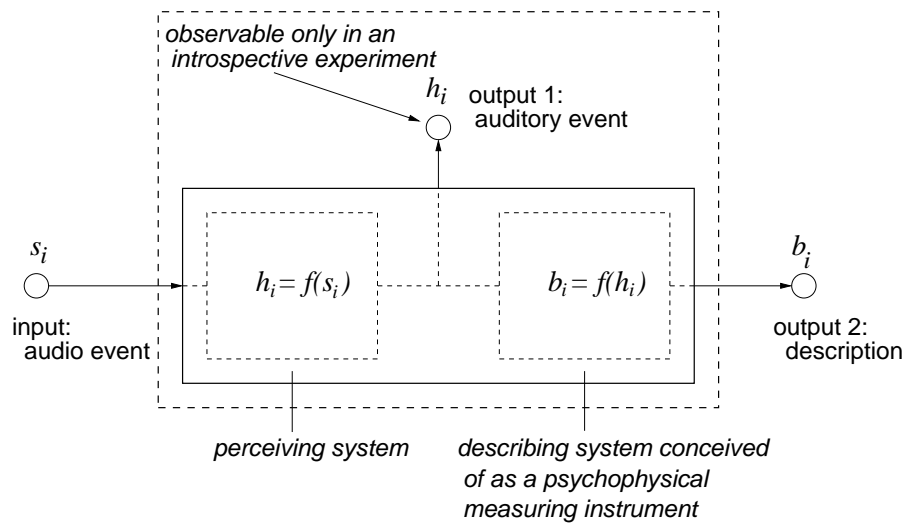 observable only in an
introspective experiment
h_i
output 1:
auditory event
s_i
h_i = f(s_i)
b_i = f(h_i)
b_i
input:
audio event
output 2:
description
perceiving system
describing system conceived
of as a psychophysical
measuring instrument